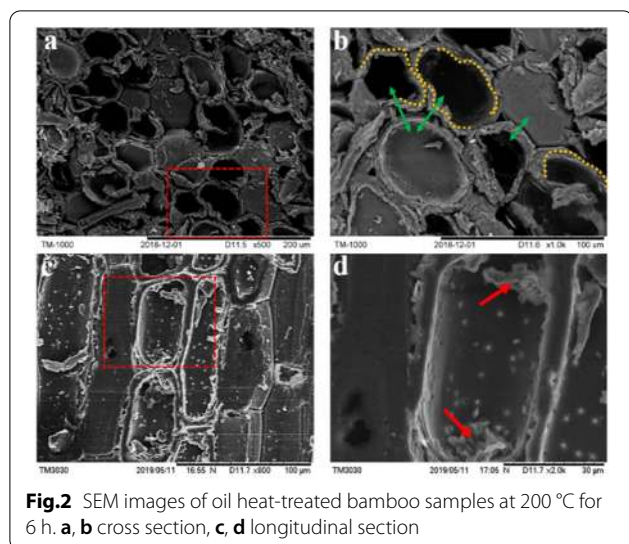 a
b
TM-1000 2018-12-01 D11.5 x500 200 um
TM-1000 2018-12-01 D11.6 x1.0k 100 um
c
d
TM3030 2019/05/11 16:55 N D11.7 x800 100 μm
TM3030 2019/05/11 17:05 N D11.7 x2.0k 30 μm
Fig.2 SEM images of oil heat-treated bamboo samples at 200 °C for
6 h. a, b cross section, c, d longitudinal section